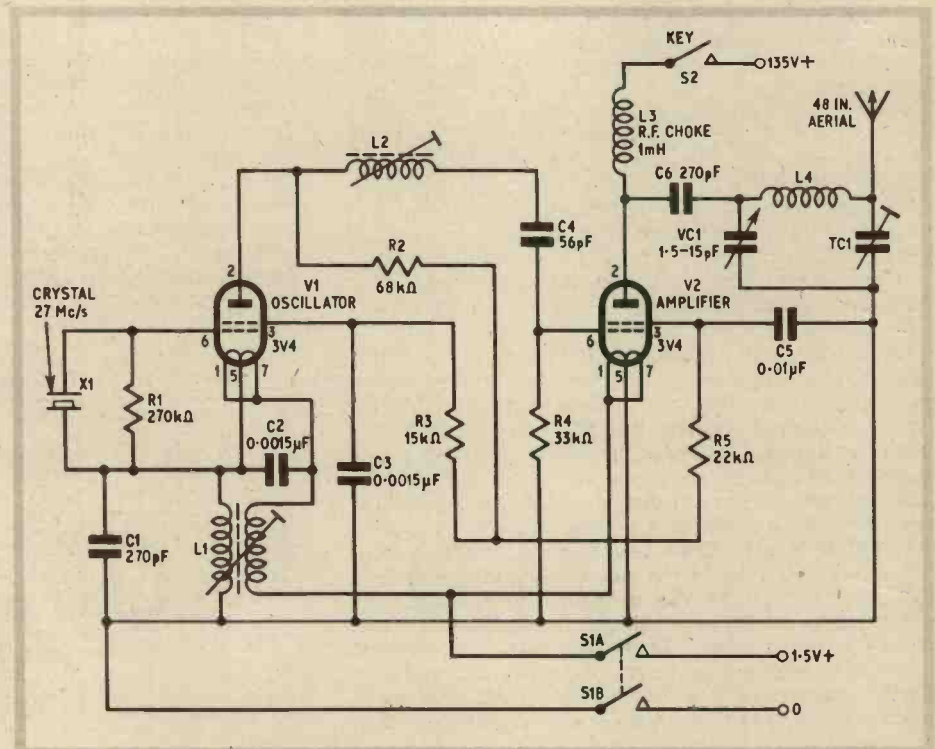 KEY
S2
135V+
L3
R.F. CHOKE
1mH
48 IN.
AERIAL
L2
C6 270pF
L4
C4
56pF
VC1
1·5-15pF
TC1
R2
68kΩ
2
V1
OSCILLATOR
2
V2
AMPLIFIER
CRYSTAL
27 Mc/s
6
3
3V4
1
5
7
6
3
3V4
1
5
7
C5
0·01µF
X1
R1
270kΩ
C2
0·0015µF
R3
15kΩ
R4
33kΩ
R5
22kΩ
C3
0·0015µF
C1
270pF
L1
S1A
1·5V+
S1B
0